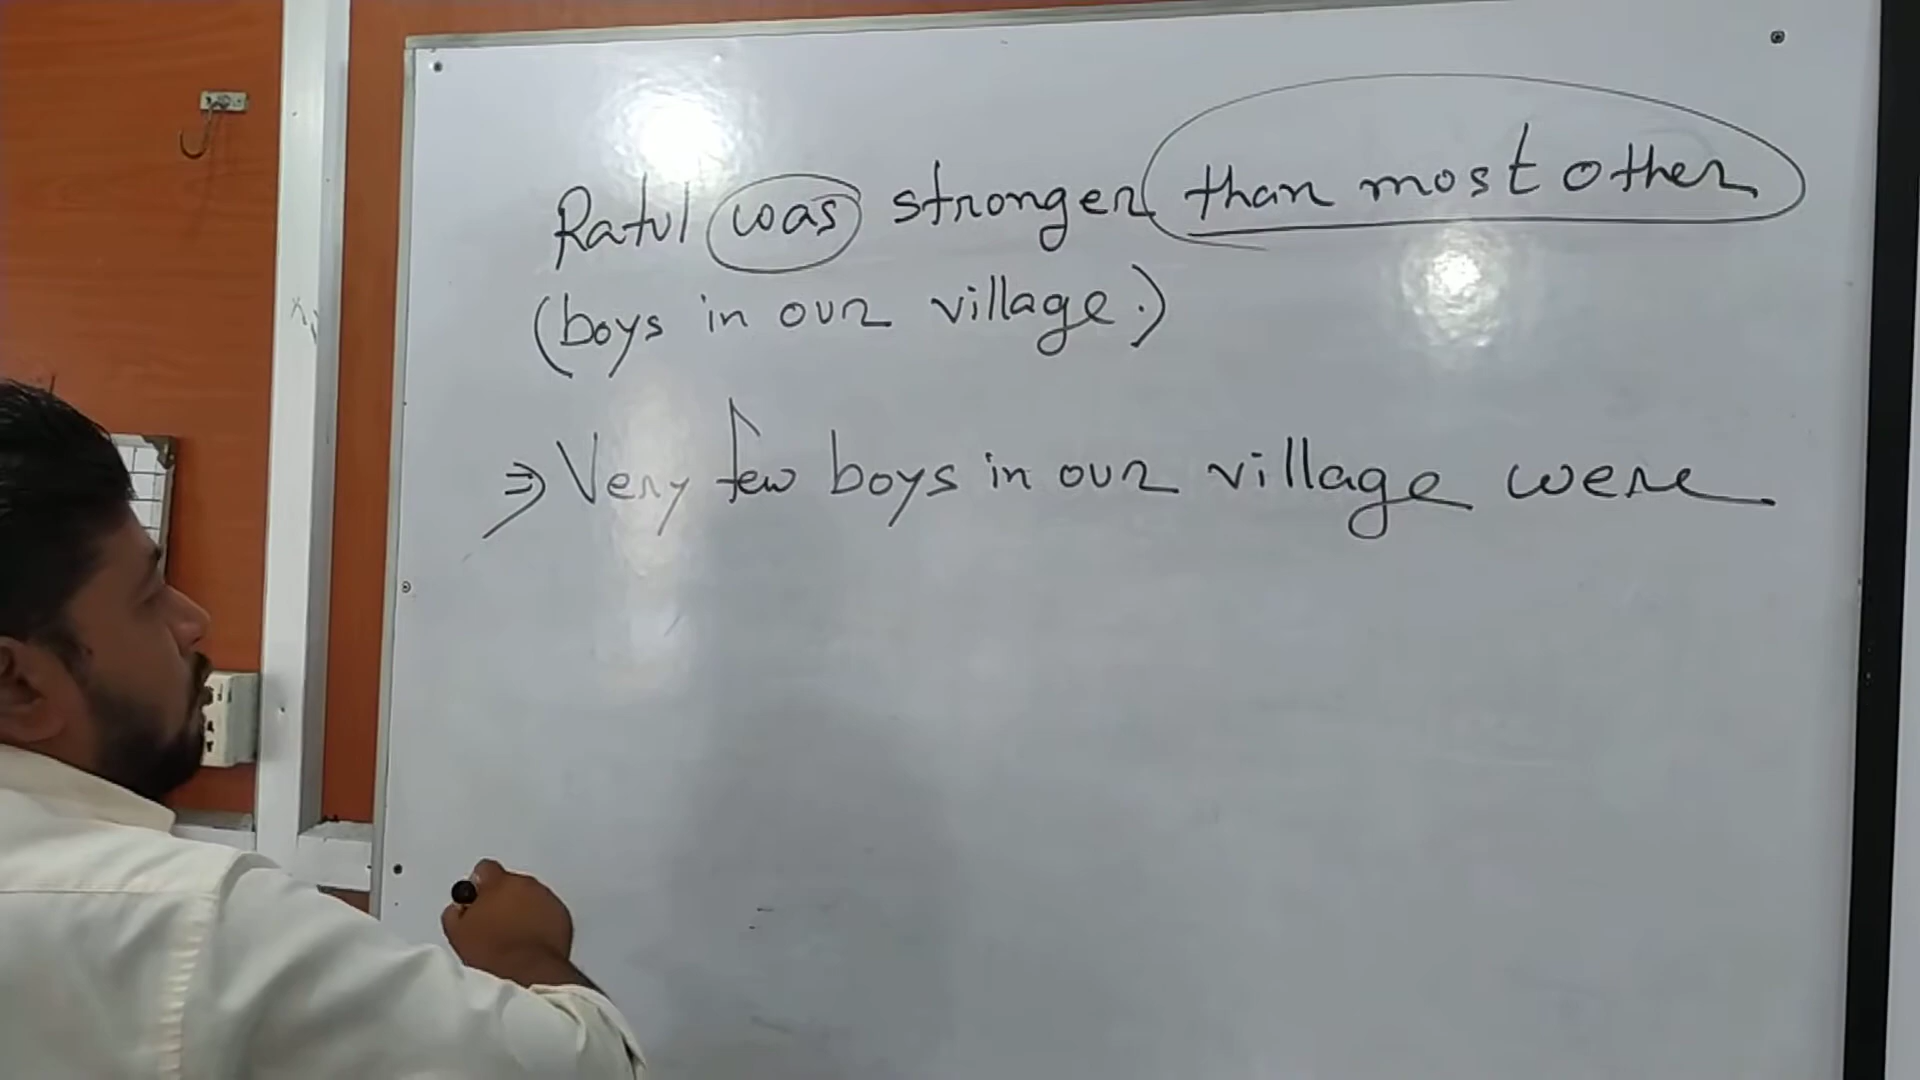 Ratul was stronger than most other
(boys in our village.)
⇒ Very few boys in our village were